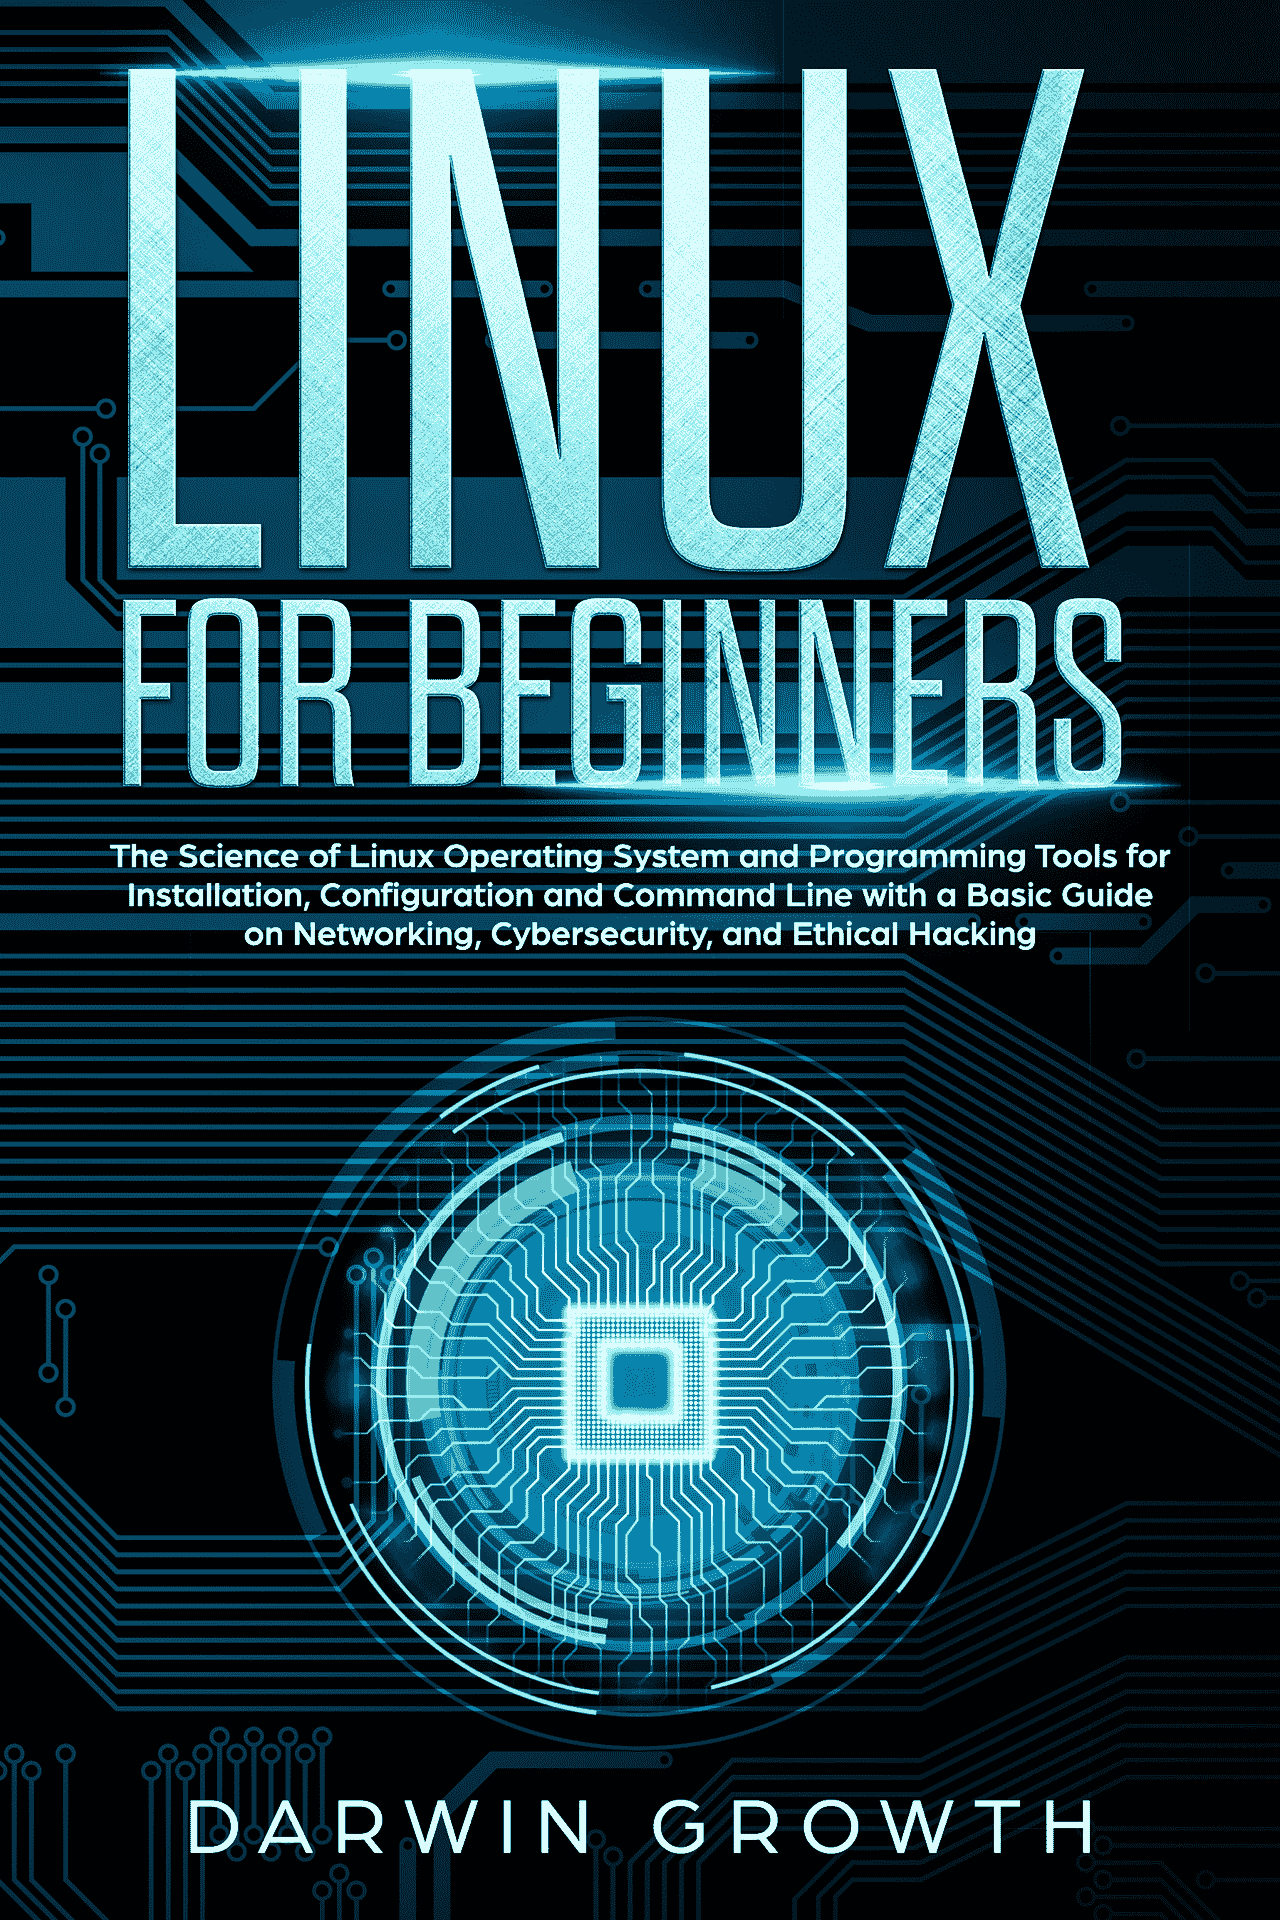 LINUX
FOR BEGINNERS
The Science of Linux Operating System and Programming Tools for
Installation, Configuration and Command Line with a Basic Guide
on Networking, Cybersecurity, and Ethical Hacking
DARWIN GROWTH